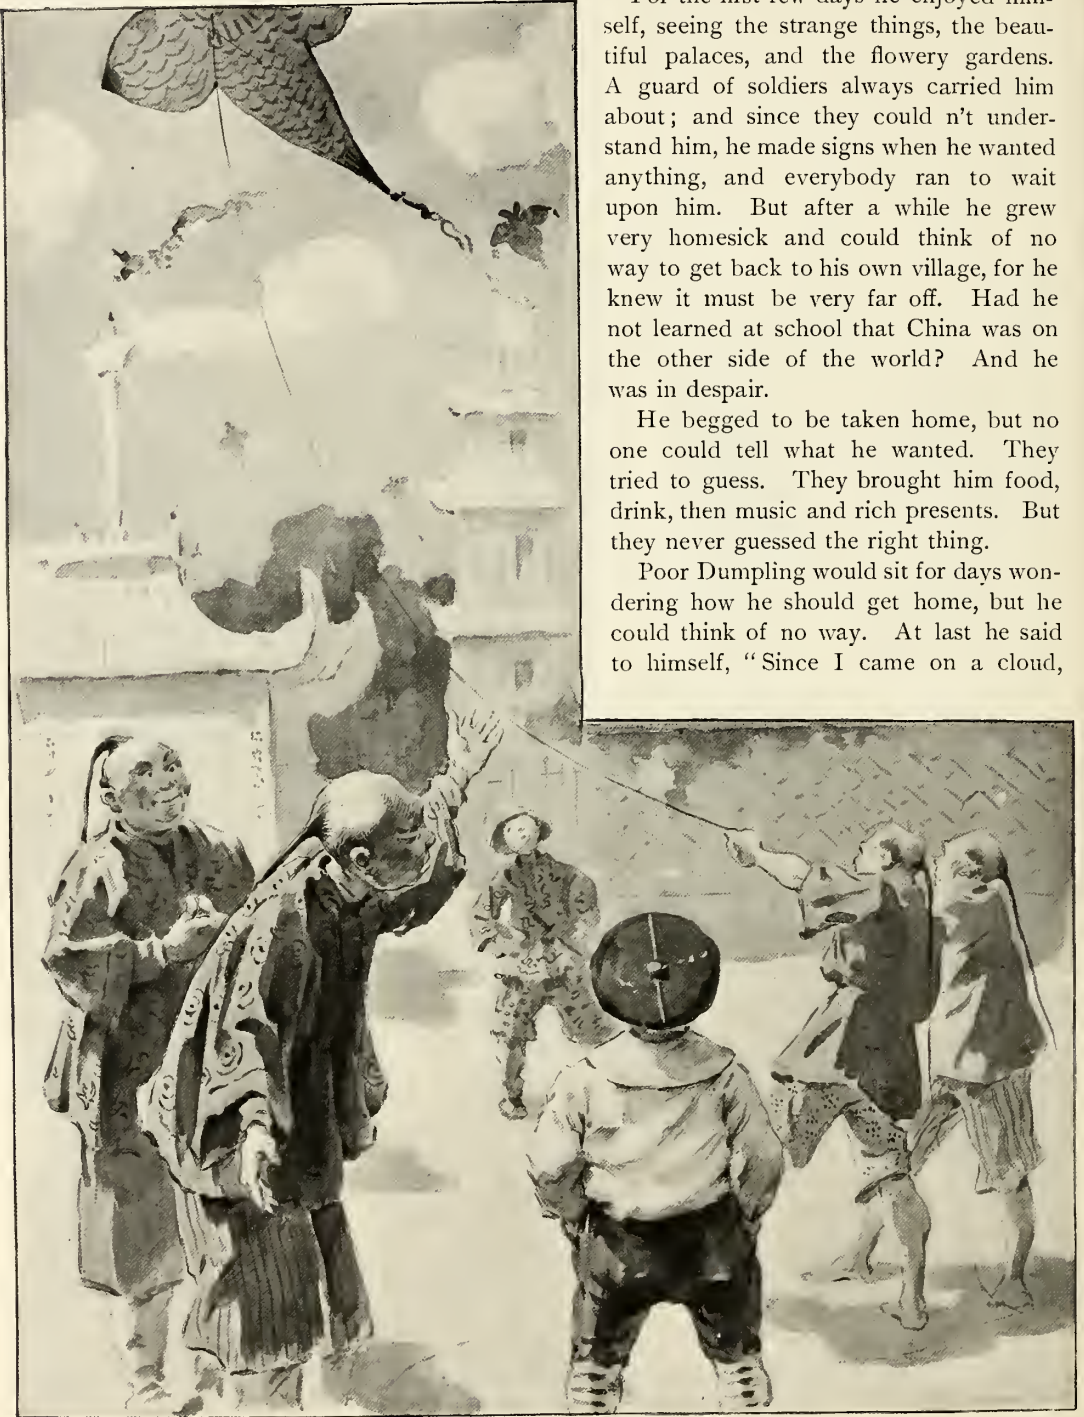 For the first few days he enjoyed him-
self, seeing the strange things, the beau-
tiful palaces, and the flowery gardens.
A guard of soldiers always carried him
about; and since they could n't under-
stand him, he made signs when he wanted
anything, and everybody ran to wait
upon him. But after a while he grew
very homesick and could think of no
way to get back to his own village, for he
knew it must be very far off. Had he
not learned at school that China was on
the other side of the world? And he
was in despair.
He begged to be taken home, but no
one could tell what he wanted. They
tried to guess. They brought him food,
drink, then music and rich presents. But
they never guessed the right thing.
Poor Dumpling would sit for days won-
dering how he should get home, but he
could think of no way. At last he said
to himself, "Since I came on a cloud,